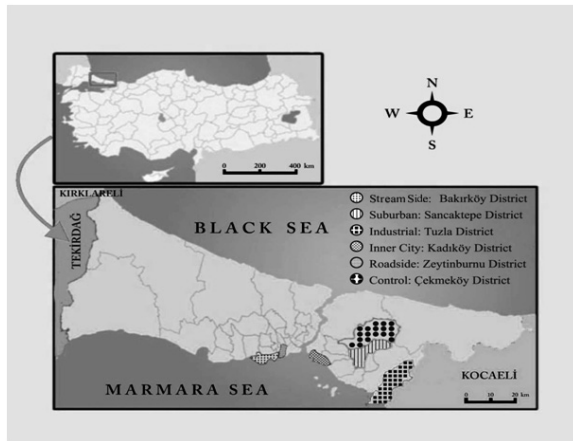 N
W E
S
0 200 400 km
KIRKLARELİ
TEKİRDAĞ
BLACK SEA
Stream Side: Bakırköy District
Suburban: Sancaktepe District
Industrial: Tuzla District
Inner City: Kadıköy District
Roadside: Zeytinburnu District
Control: Çekmeköy District
KOCAELİ
MARMARA SEA
0 10 20 km